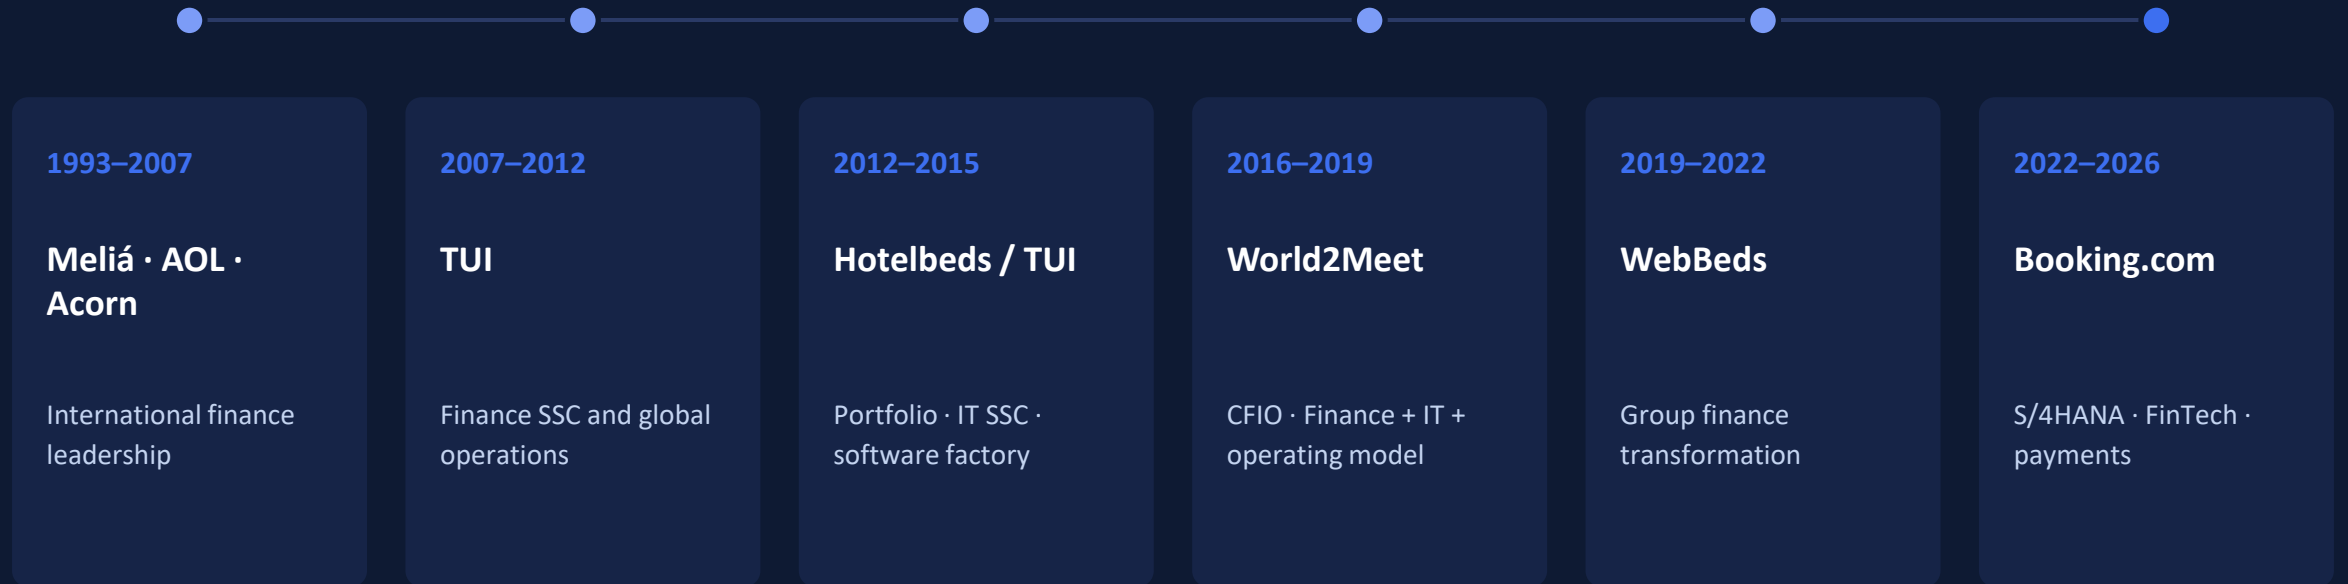 1993–2007
Meliá · AOL ·
Acorn
International finance
leadership
2007–2012
TUI
Finance SSC and global
operations
2012–2015
Hotelbeds / TUI
Portfolio · IT SSC ·
software factory
2016–2019
World2Meet
CFIO · Finance + IT +
operating model
2019–2022
WebBeds
Group finance
transformation
2022–2026
Booking.com
S/4HANA · FinTech ·
payments